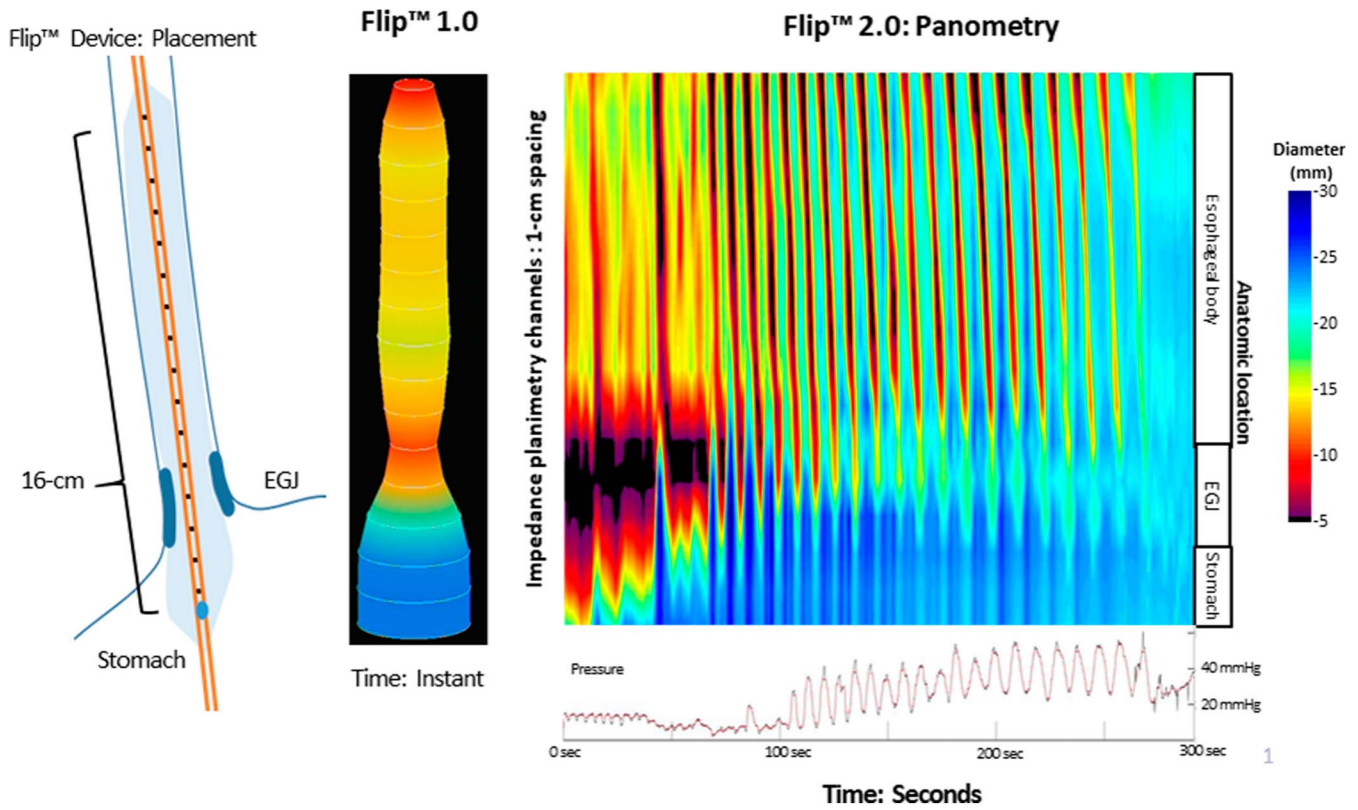 Flip™ Device: Placement
16-cm
EGJ
Stomach
Flip™ 1.0
Time: Instant
Flip™ 2.0: Panometry
Impedance planimetry channels : 1-cm spacing
Esophageal body
EGJ
Stomach
Anatomic location
Diameter
(mm)
-30
-25
-20
-15
-10
-5
Pressure
40 mmHg
20 mmHg
0 sec
100 sec
200 sec
300 sec
Time: Seconds
1